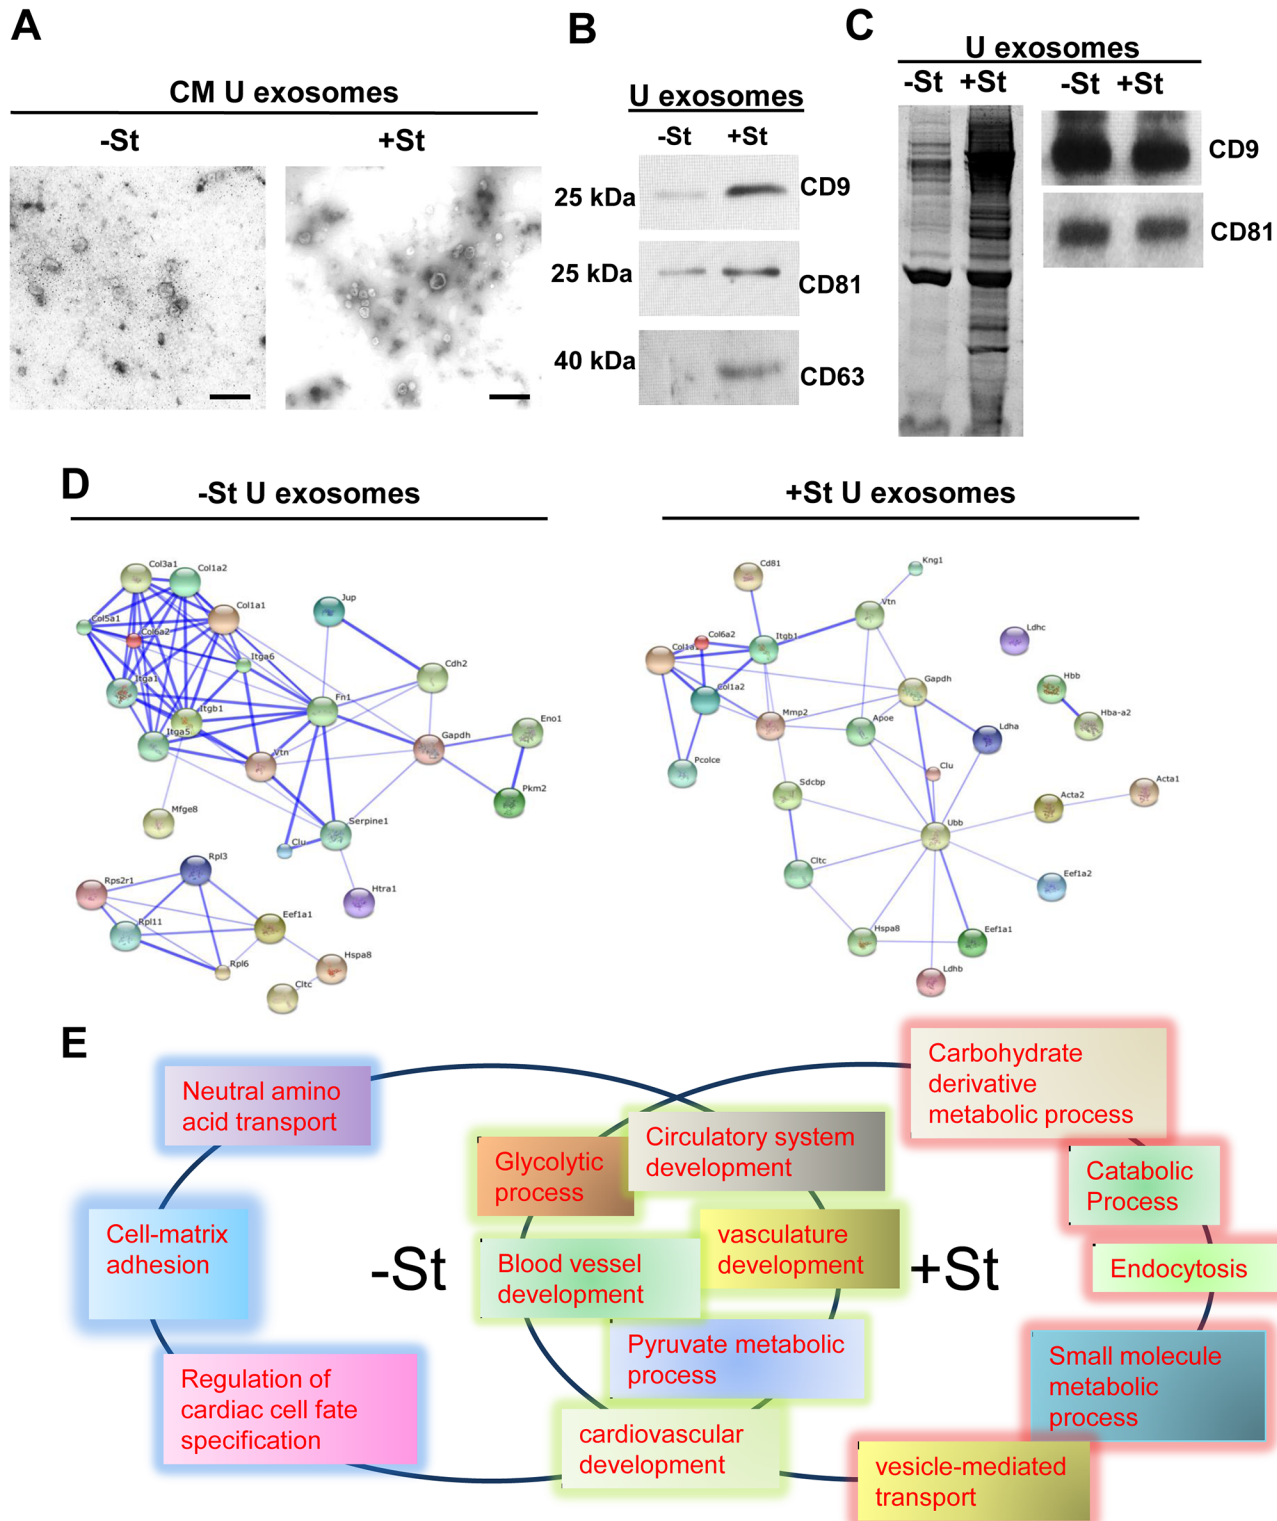 A
CM U exosomes
-St
+St
B
U exosomes
-St
+St
25 kDa
CD9
25 kDa
CD81
40 kDa
CD63
C
U exosomes
-St
+St
-St
+St
CD9
CD81
D
-St U exosomes
Col3a1
Col1a2
Col1a1
Col5a1
Col6a2
Jup
Itga6
Cdh2
Itga1
Fn1
Itgb1
Itga5
Vtn
Gapdh
Eno1
Pkm2
Mfge8
Serpine1
Clu
Htra1
Rpl3
Rps2r1
Rpl11
Eef1a1
Rpl6
Hspa8
Cltc
+St U exosomes
Cd81
Kng1
Vtn
Col6a2
Itgb1
Ldhc
Col1a2
Gapdh
Hbb
Hba-a2
Mmp2
Apoe
Ldha
Pcolce
Clu
Sdcbp
Acta2
Acta1
Ubb
Cltc
Eef1a2
Hspa8
Eef1a1
Ldhb
E
Neutral amino
acid transport
Cell-matrix
adhesion
Regulation of
cardiac cell fate
specification
-St
Glycolytic
process
Circulatory system
development
Blood vessel
development
vasculature
development
Pyruvate metabolic
process
cardiovascular
development
+St
Carbohydrate
derivative
metabolic process
Catabolic
Process
Endocytosis
Small molecule
metabolic
process
vesicle-mediated
transport